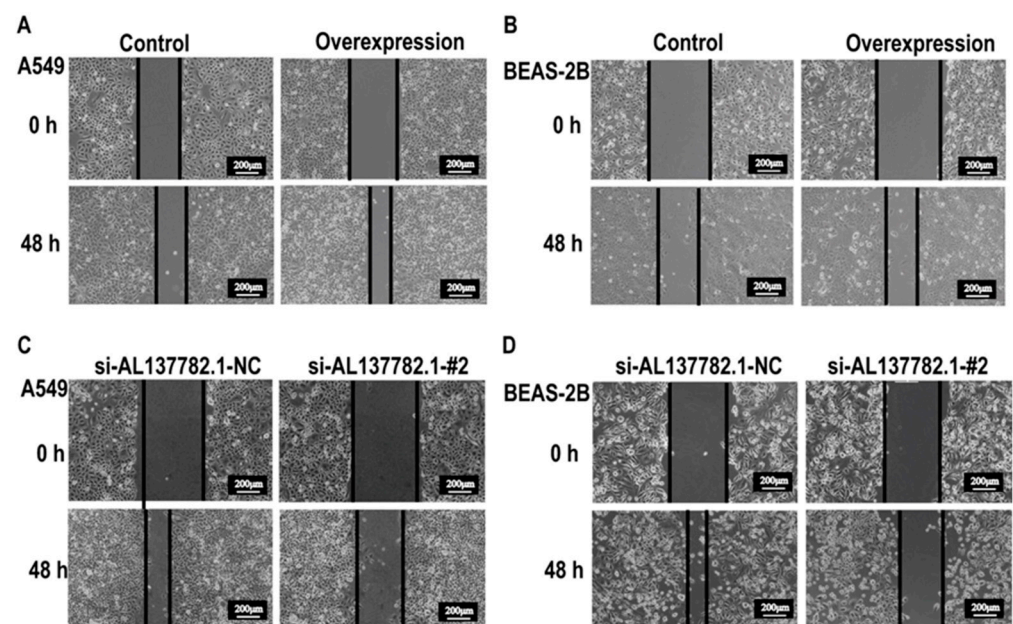 A
Control
Overexpression
A549
0 h
200μm
200μm
48 h
200μm
200μm
B
Control
Overexpression
BEAS-2B
0 h
200μm
200μm
48 h
200μm
200μm
C
si-AL137782.1-NC
si-AL137782.1-#2
A549
0 h
200μm
200μm
48 h
200μm
200μm
D
si-AL137782.1-NC
si-AL137782.1-#2
BEAS-2B
0 h
200μm
200μm
48 h
200μm
200μm